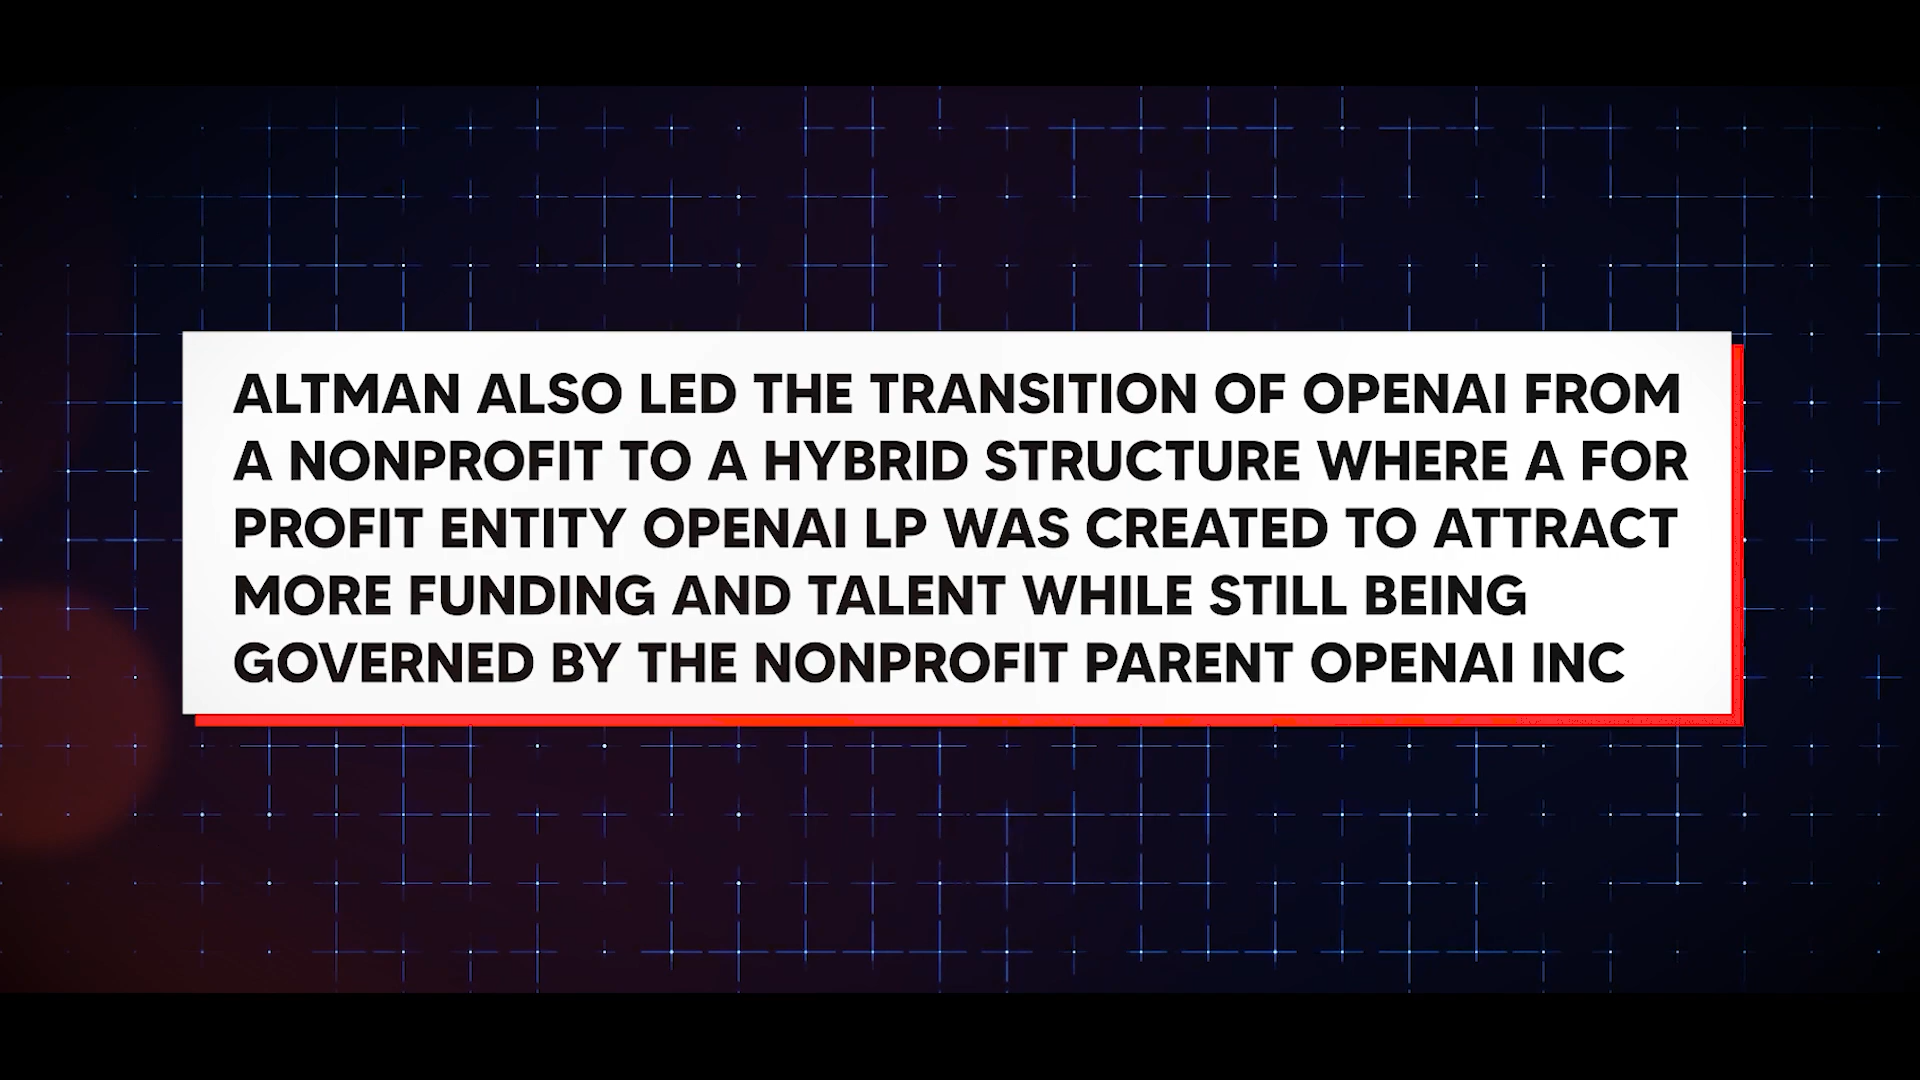 ALTMAN ALSO LED THE TRANSITION OF OPENAI FROM
A NONPROFIT TO A HYBRID STRUCTURE WHERE A FOR
PROFIT ENTITY OPENAI LP WAS CREATED TO ATTRACT
MORE FUNDING AND TALENT WHILE STILL BEING
GOVERNED BY THE NONPROFIT PARENT OPENAI INC